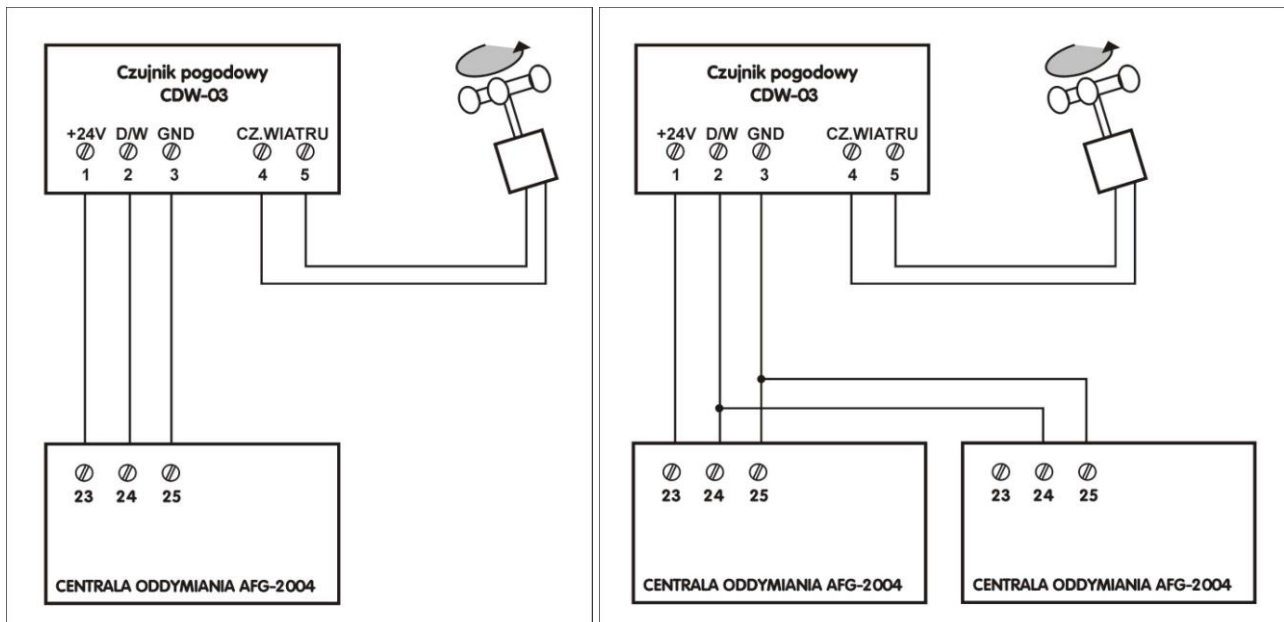 Czujnik pogodowy
CDW-03
+24V D/W GND CZ.WIATRU
1 2 3 4 5
23 24 25
CENTRALA ODDYMIANIA AFG-2004
Czujnik pogodowy
CDW-03
+24V D/W GND CZ.WIATRU
1 2 3 4 5
23 24 25
CENTRALA ODDYMIANIA AFG-2004
23 24 25
CENTRALA ODDYMIANIA AFG-2004